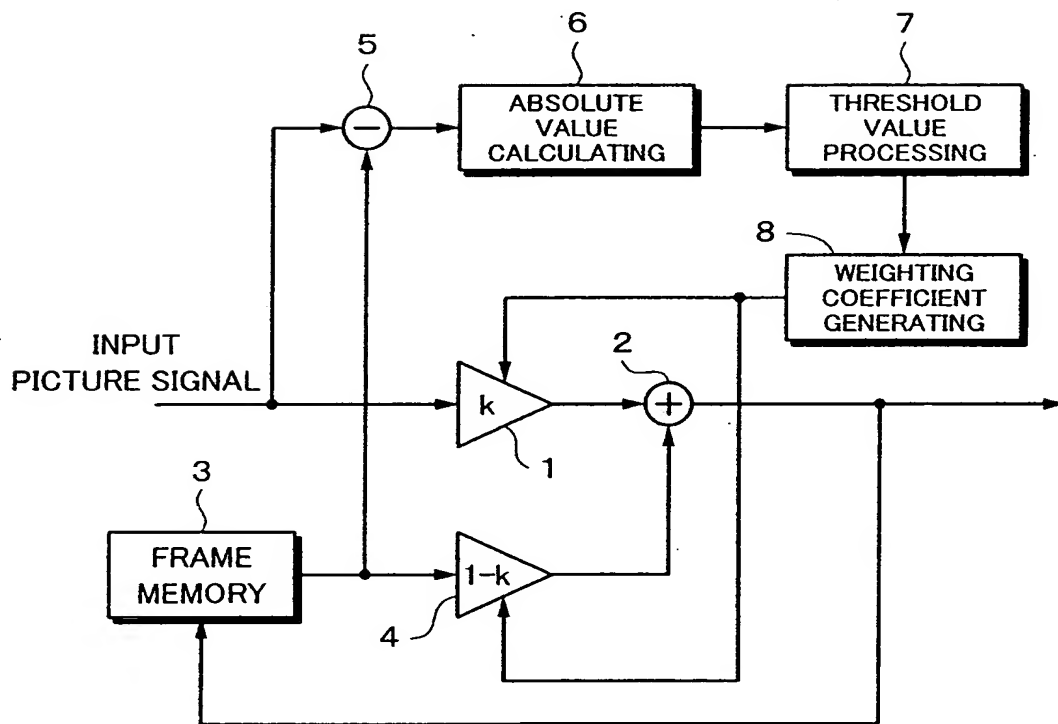 5
6
7
ABSOLUTE
VALUE
CALCULATING
THRESHOLD
VALUE
PROCESSING
8
WEIGHTING
COEFFICIENT
GENERATING
INPUT
PICTURE SIGNAL
2
k
1
3
FRAME
MEMORY
1-k
4